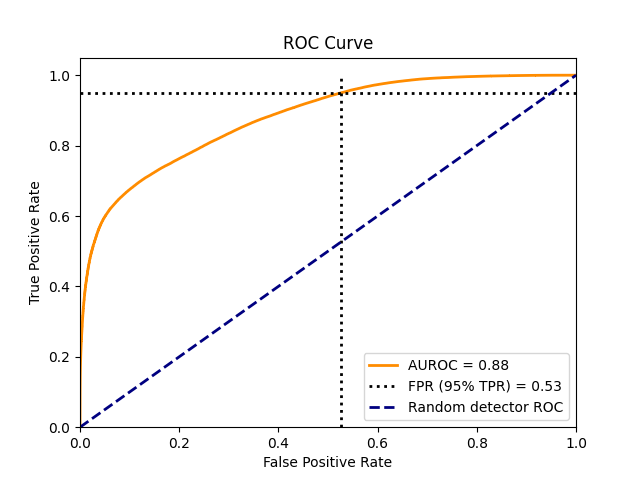 ROC Curve
1.0
0.8
0.6
0.4
0.2
0.0
True Positive Rate
0.0 0.2 0.4 0.6 0.8 1.0
False Positive Rate
AUROC = 0.88
FPR (95% TPR) = 0.53
Random detector ROC